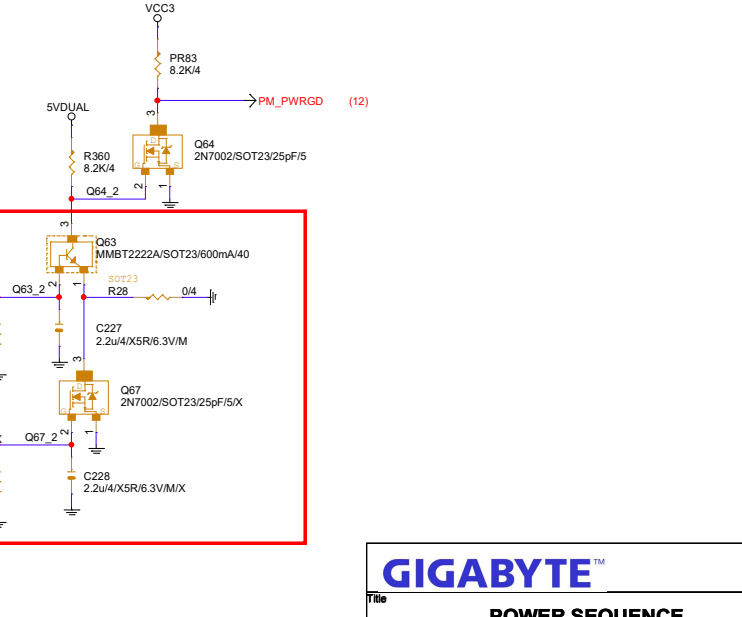 VCC3
PR83
8.2K/4
PM_PWRGD (12)
5VDUAL
3
D
Q64
2N7002/SOT23/25pF/5
G S
R360
8.2K/4
Q64_2
2 1
3
Q63
MMBT2222A/SOT23/600mA/40
SOT23
Q63_2
2 1
R28 0/4
C227
2.2u/4/X5R/6.3V/M
3
D
Q67
2N7002/SOT23/25pF/5/X
G S
Q67_2
2 1
C228
2.2u/4/X5R/6.3V/M/X
GIGABYTE™
Title
POWER SEQUENCE